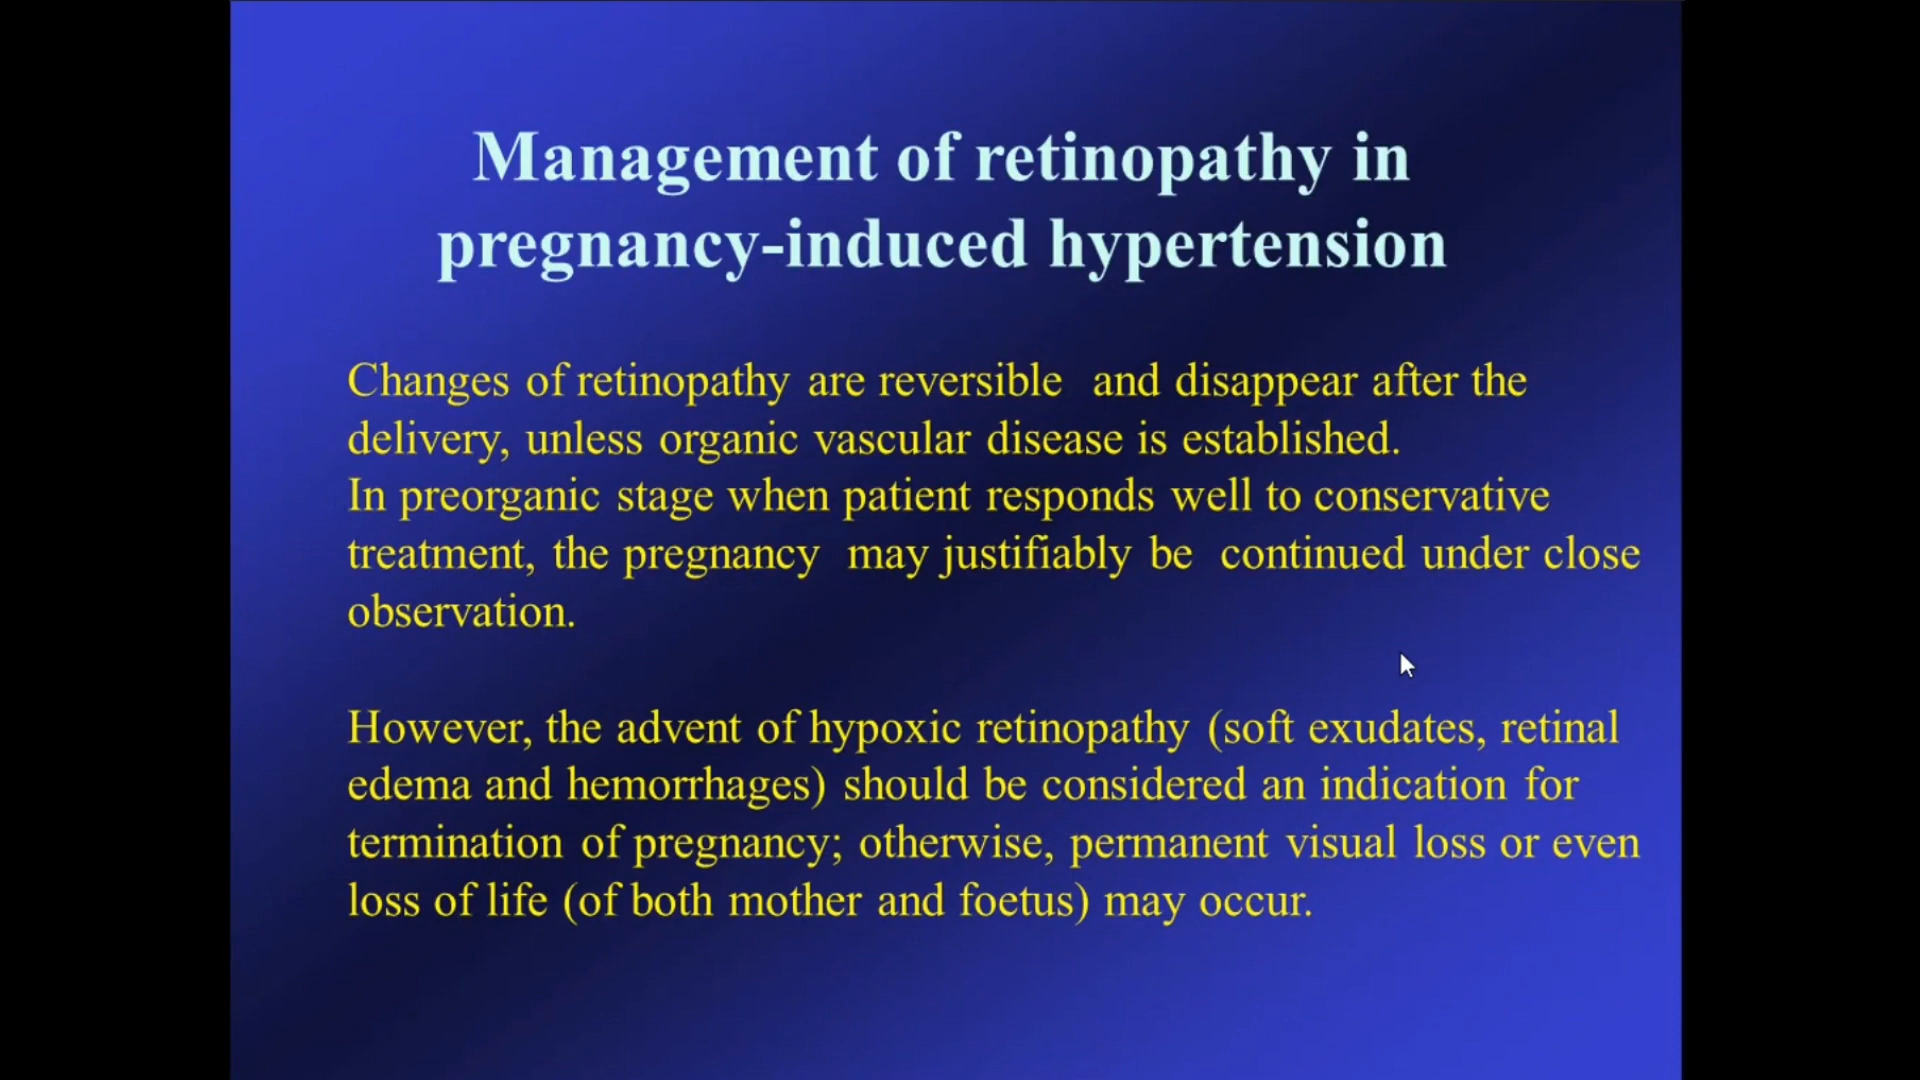 Management of retinopathy in
pregnancy-induced hypertension
Changes of retinopathy are reversible and disappear after the
delivery, unless organic vascular disease is established.
In preorganic stage when patient responds well to conservative
treatment, the pregnancy may justifiably be continued under close
observation.
However, the advent of hypoxic retinopathy (soft exudates, retinal
edema and hemorrhages) should be considered an indication for
termination of pregnancy; otherwise, permanent visual loss or even
loss of life (of both mother and foetus) may occur.